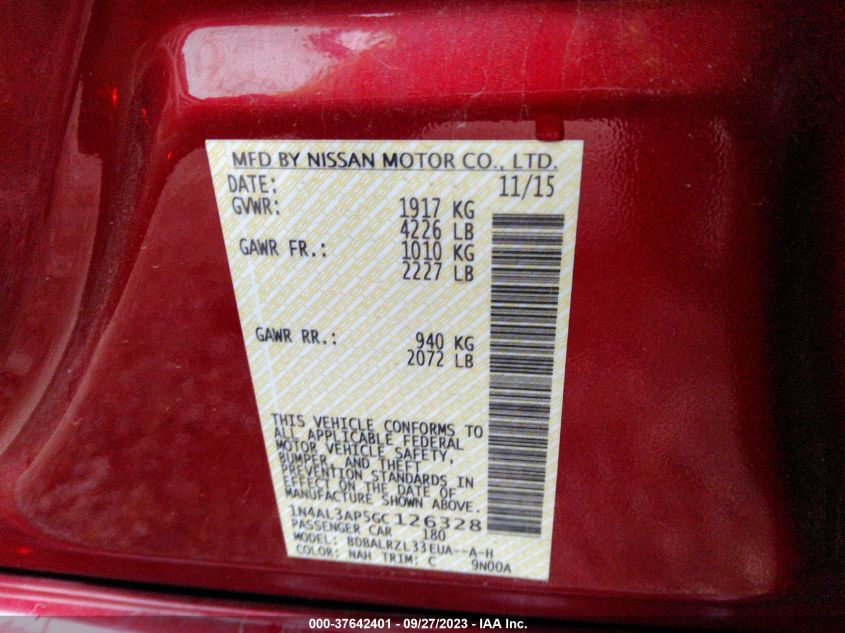 MFD BY NISSAN MOTOR CO., LTD.
DATE: 11/15
GVWR: 1917 KG
4226 LB
GAWR FR.: 1010 KG
2227 LB
GAWR RR.: 940 KG
2072 LB
THIS VEHICLE CONFORMS TO
ALL APPLICABLE FEDERAL
MOTOR VEHICLE SAFETY,
BUMPER, AND THEFT
PREVENTION STANDARDS IN
EFFECT ON THE DATE OF
MANUFACTURE SHOWN ABOVE.
1N4AL3AP5GC126328
PASSENGER CAR 180
MODEL: BDBALRZL33EUA--A-H
COLOR: NAH TRIM: C 9N00A
000-37642401 — 09/27/2023 — IAA Inc.